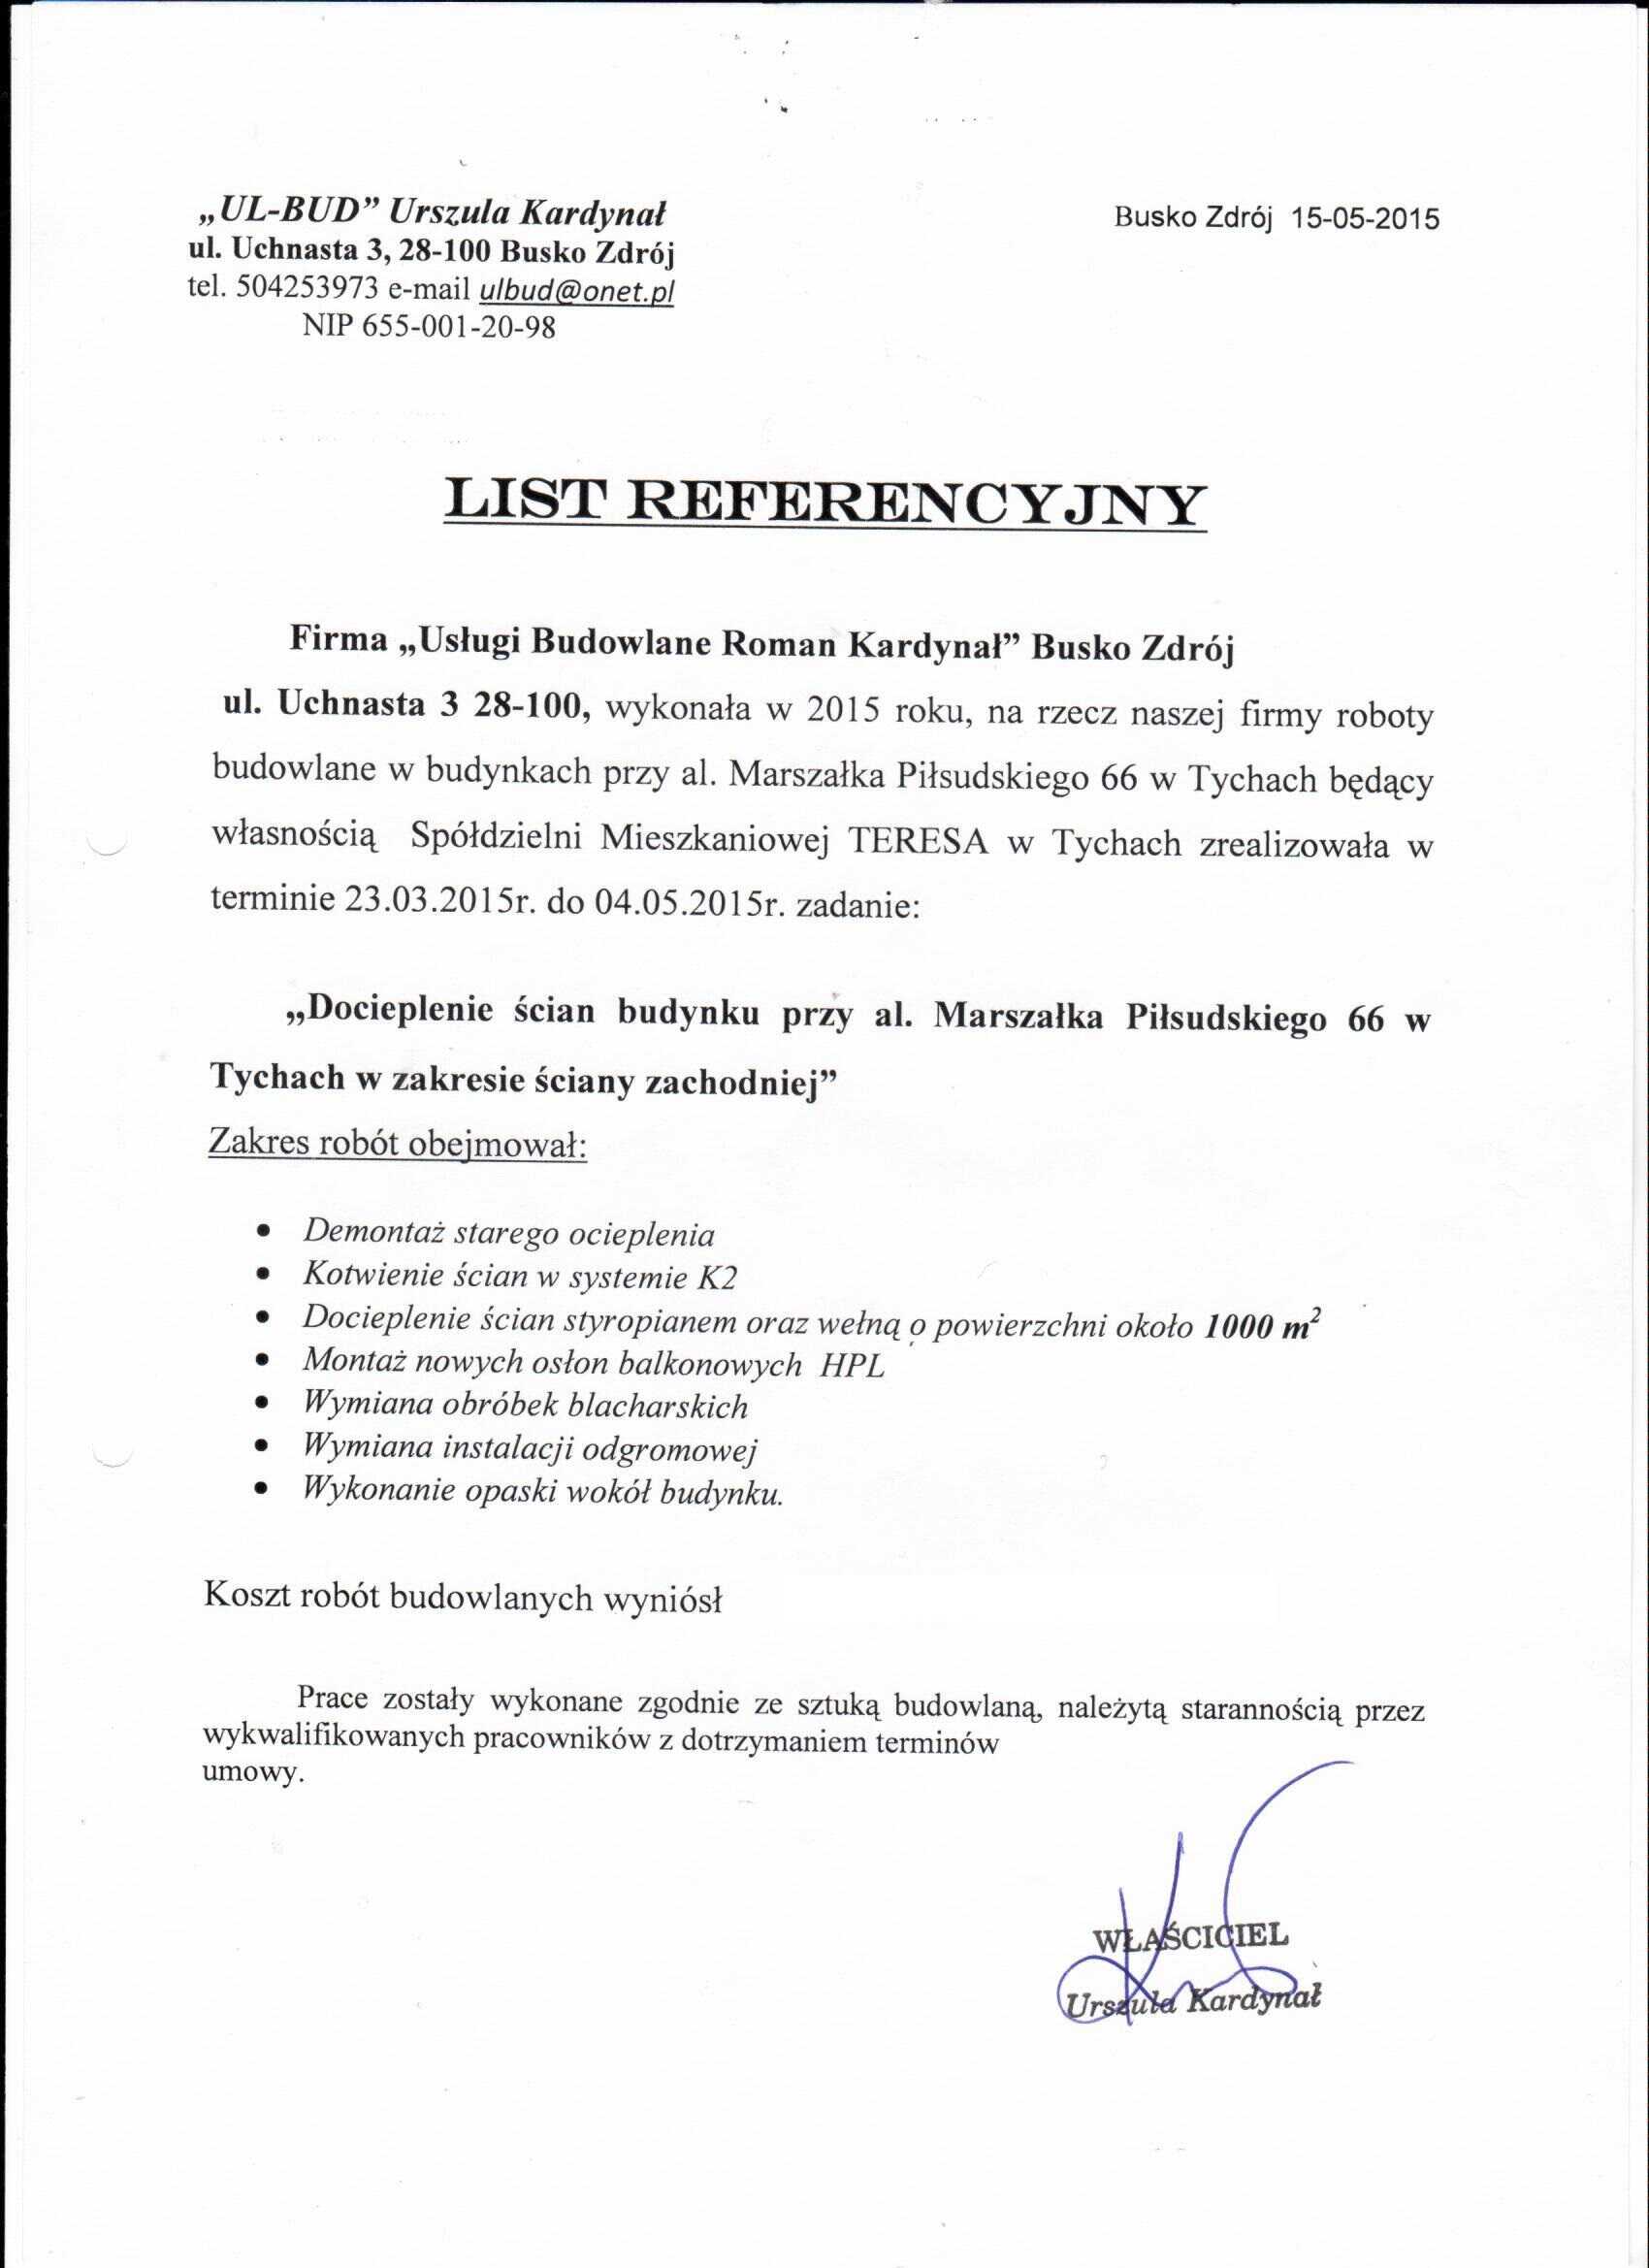 „UL-BUD” Urszula Kardynał
ul. Uchnasta 3, 28-100 Busko Zdrój
tel. 504253973 e-mail ulbud@onet.pl
NIP 655-001-20-98
Busko Zdrój 15-05-2015
LIST REFERENCYJNY
Firma „Usługi Budowlane Roman Kardynał” Busko Zdrój
ul. Uchnasta 3 28-100, wykonała w 2015 roku, na rzecz naszej firmy roboty
budowlane w budynkach przy al. Marszałka Piłsudskiego 66 w Tychach będący
własnością Spółdzielni Mieszkaniowej TERESA w Tychach zrealizowała w
terminie 23.03.2015r. do 04.05.2015r. zadanie:
„Docieplenie ścian budynku przy al. Marszałka Piłsudskiego 66 w
Tychach w zakresie ściany zachodniej”
Zakres robót obejmował:
• Demontaż starego ocieplenia
• Kotwienie ścian w systemie K2
• Docieplenie ścian styropianem oraz wełną o powierzchni około 1000 m²
• Montaż nowych osłon balkonowych HPL
• Wymiana obróbek blacharskich
• Wymiana instalacji odgromowej
• Wykonanie opaski wokół budynku.
Koszt robót budowlanych wyniósł
Prace zostały wykonane zgodnie ze sztuką budowlaną, należytą starannością przez
wykwalifikowanych pracowników z dotrzymaniem terminów
umowy.
WŁAŚCICIEL
Urszula Kardynał